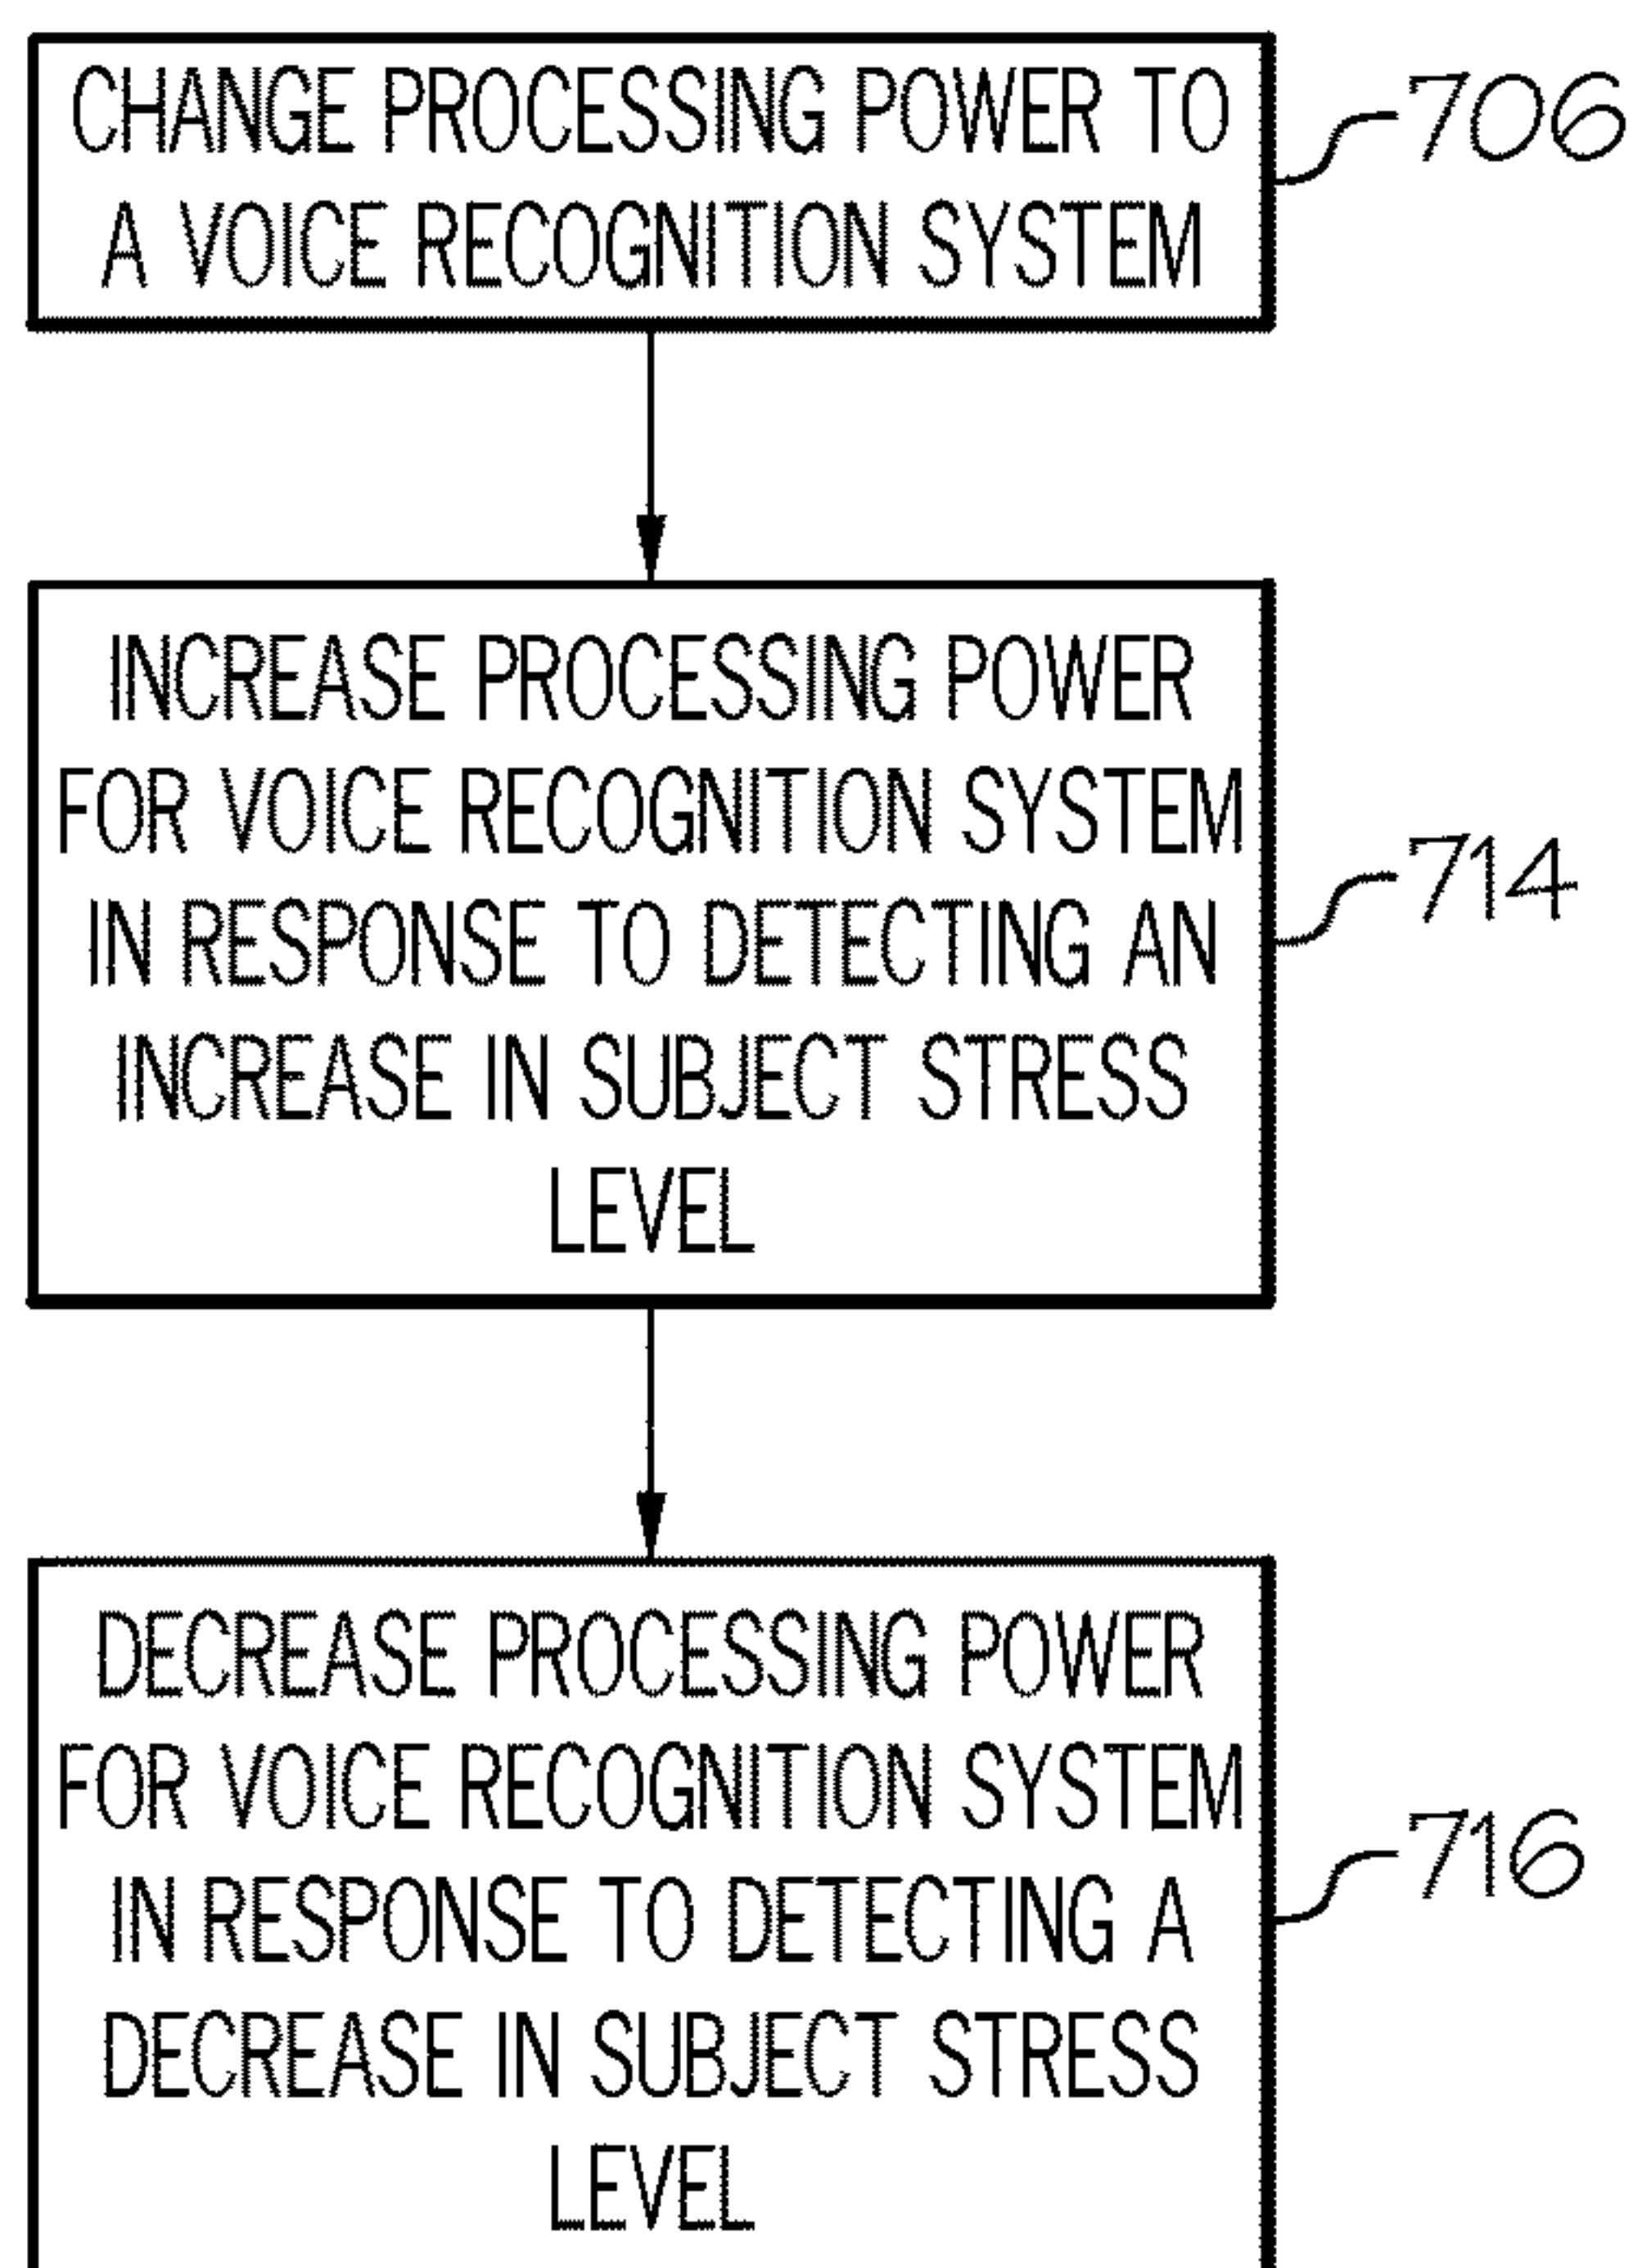 CHANGE PROCESSING POWER TO
A VOICE RECOGNITION SYSTEM
706
INCREASE PROCESSING POWER
FOR VOICE RECOGNITION SYSTEM
IN RESPONSE TO DETECTING AN
INCREASE IN SUBJECT STRESS
LEVEL
714
DECREASE PROCESSING POWER
FOR VOICE RECOGNITION SYSTEM
IN RESPONSE TO DETECTING A
DECREASE IN SUBJECT STRESS
LEVEL
716